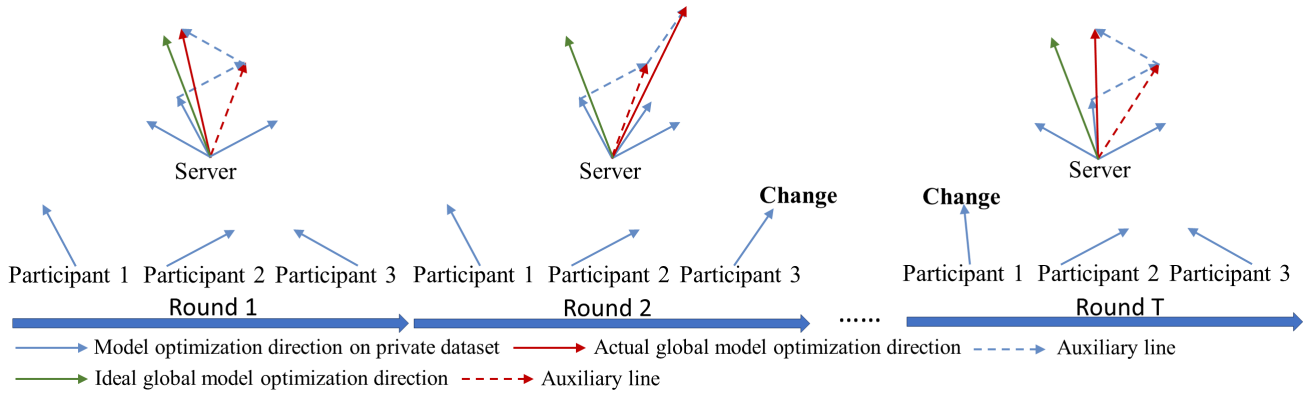 Server Server Server
Change Change
Participant 1 Participant 2 Participant 3 Participant 1 Participant 2 Participant 3 Participant 1 Participant 2 Participant 3
Round 1 Round 2 ...... Round T
Model optimization direction on private dataset Actual global model optimization direction Auxiliary line
Ideal global model optimization direction Auxiliary line